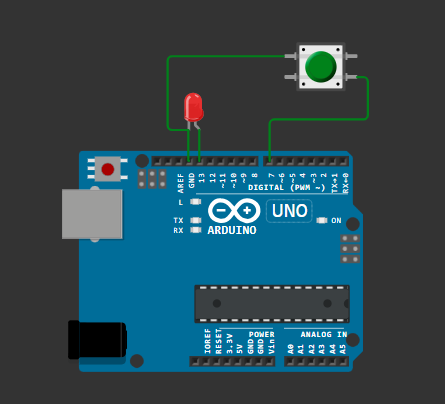 AREF
GND
13
12
~11
~10
~9
8
7
~6
~5
4
~3
2
TX→1
RX←0
DIGITAL (PWM ~)
L
TX
RX
UNO
ON
ARDUINO
IOREF
RESET
3.3V
5V
GND
GND
Vin
POWER
ANALOG IN
A0
A1
A2
A3
A4
A5